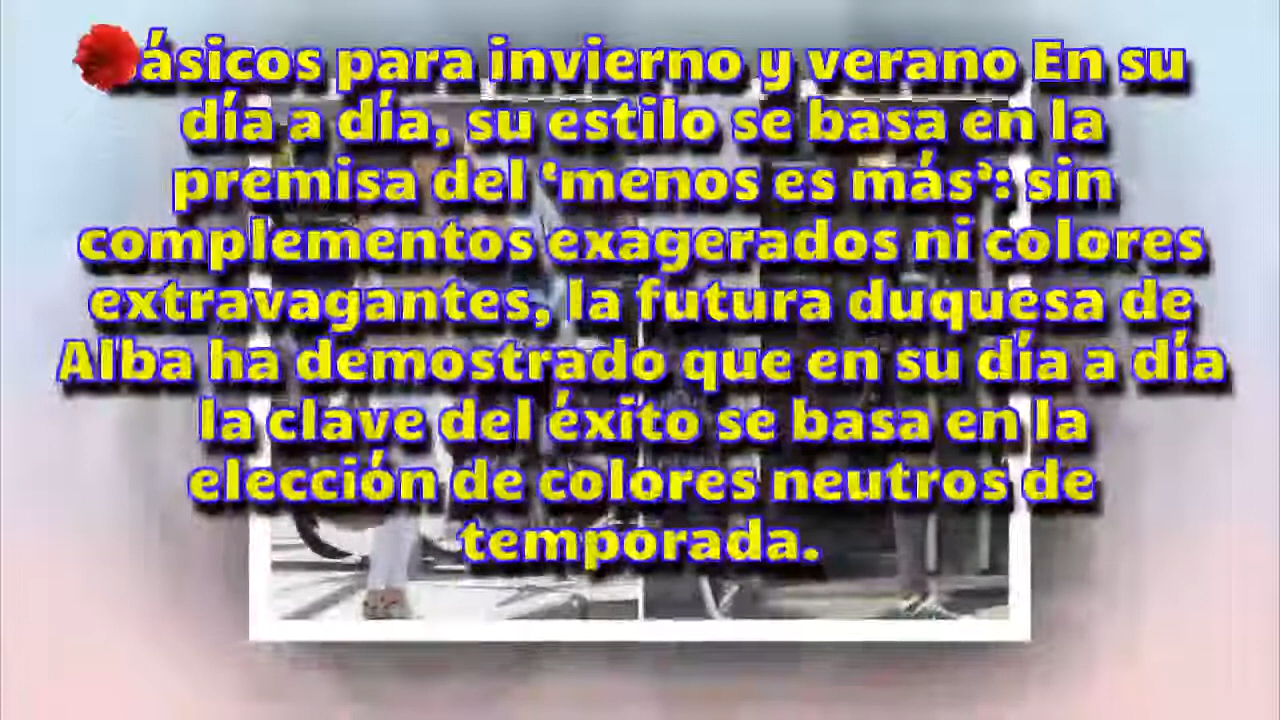 ásicos para invierno y verano En su
día a día, su estilo se basa en la
premisa del ‘menos es más’: sin
complementos exagerados ni colores
extravagantes, la futura duquesa de
Alba ha demostrado que en su día a día
la clave del éxito se basa en la
elección de colores neutros de
temporada.